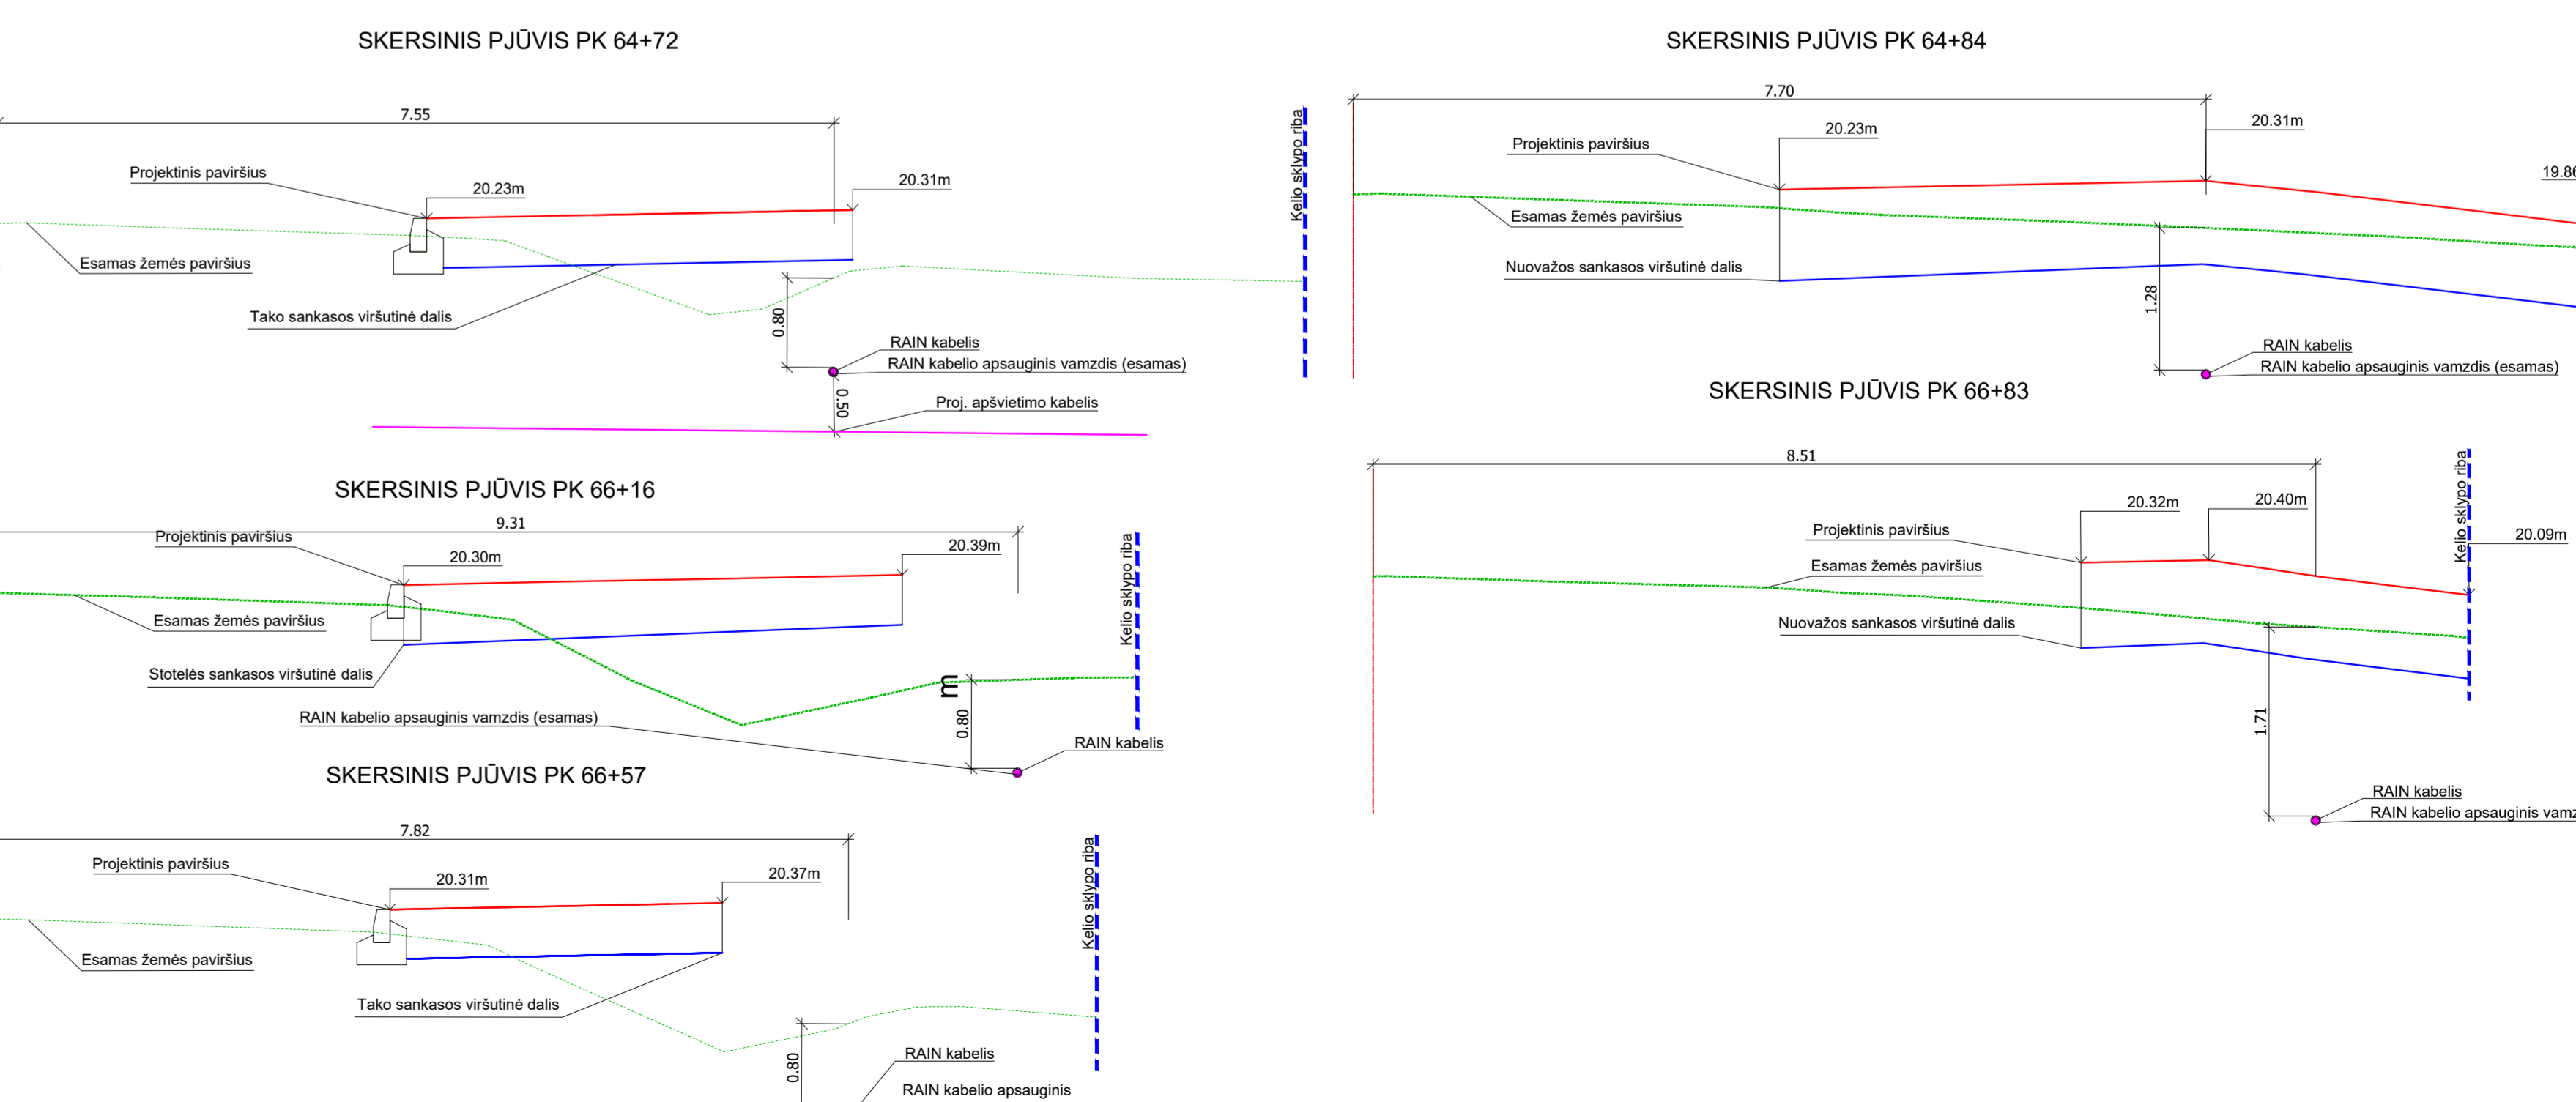 SKERSINIS PJŪVIS PK 64+72
7.55
Projektinis paviršius
20.23m
20.31m
Esamas žemės paviršius
Tako sankasos viršutinė dalis
0.80
RAIN kabelis
RAIN kabelio apsauginis vamzdis (esamas)
0.50
Proj. apšvietimo kabelis
Kelio sklypo riba
SKERSINIS PJŪVIS PK 64+84
7.70
Projektinis paviršius
20.23m
20.31m
19.86
Esamas žemės paviršius
Nuovažos sankasos viršutinė dalis
1.28
RAIN kabelis
RAIN kabelio apsauginis vamzdis (esamas)
SKERSINIS PJŪVIS PK 66+16
9.31
Projektinis paviršius
20.30m
20.39m
Esamas žemės paviršius
Stotelės sankasos viršutinė dalis
RAIN kabelio apsauginis vamzdis (esamas)
m
0.80
RAIN kabelis
Kelio sklypo riba
SKERSINIS PJŪVIS PK 66+83
8.51
Projektinis paviršius
20.32m
20.40m
20.09m
Esamas žemės paviršius
Nuovažos sankasos viršutinė dalis
Kelio sklypo riba
1.71
RAIN kabelis
RAIN kabelio apsauginis vamz
SKERSINIS PJŪVIS PK 66+57
7.82
Projektinis paviršius
20.31m
20.37m
Esamas žemės paviršius
Tako sankasos viršutinė dalis
0.80
RAIN kabelis
RAIN kabelio apsauginis
Kelio sklypo riba